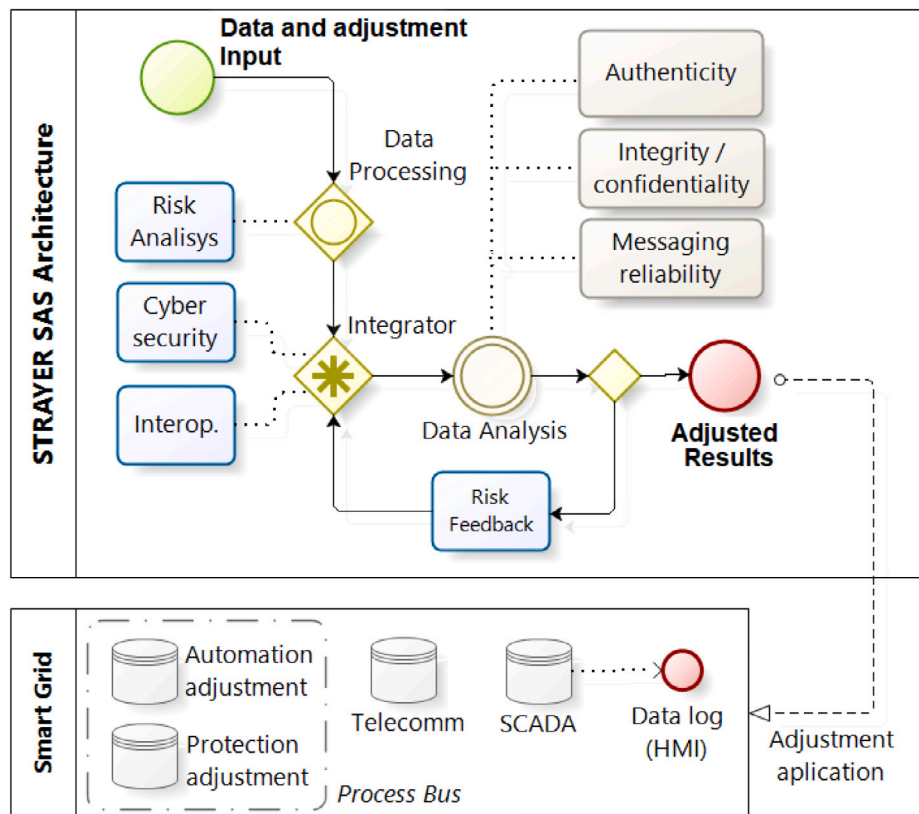 STRAYER SAS Architecture
Data and adjustment
Input
Data
Processing
Authenticity
Integrity /
confidentiality
Messaging
reliability
Risk
Analisys
Cyber
security
Interop.
Integrator
Data Analysis
Adjusted
Results
Risk
Feedback
Smart Grid
Automation
adjustment
Protection
adjustment
Telecomm
SCADA
Data log
(HMI)
Process Bus
Adjustment
aplication